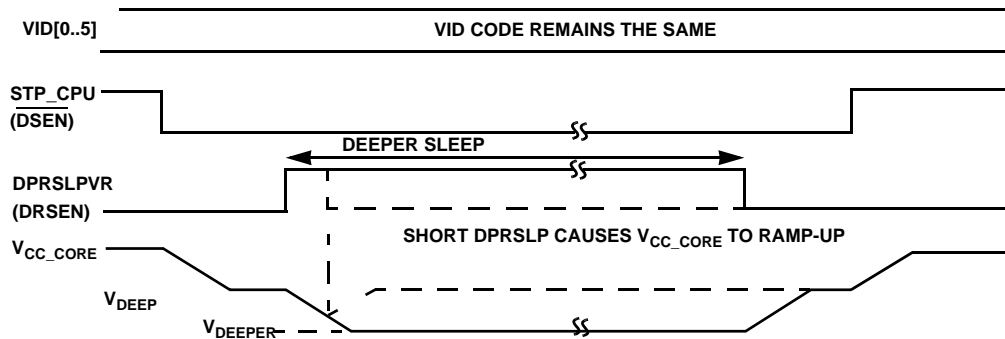 VID[0..5]
VID CODE REMAINS THE SAME
STP_CPU
(DSEN)
DEEPER SLEEP
DPRSLPVR
(DRSEN)
SHORT DPRSLP CAUSES VCC_CORE TO RAMP-UP
VCC_CORE
VDEEP
VDEEPER